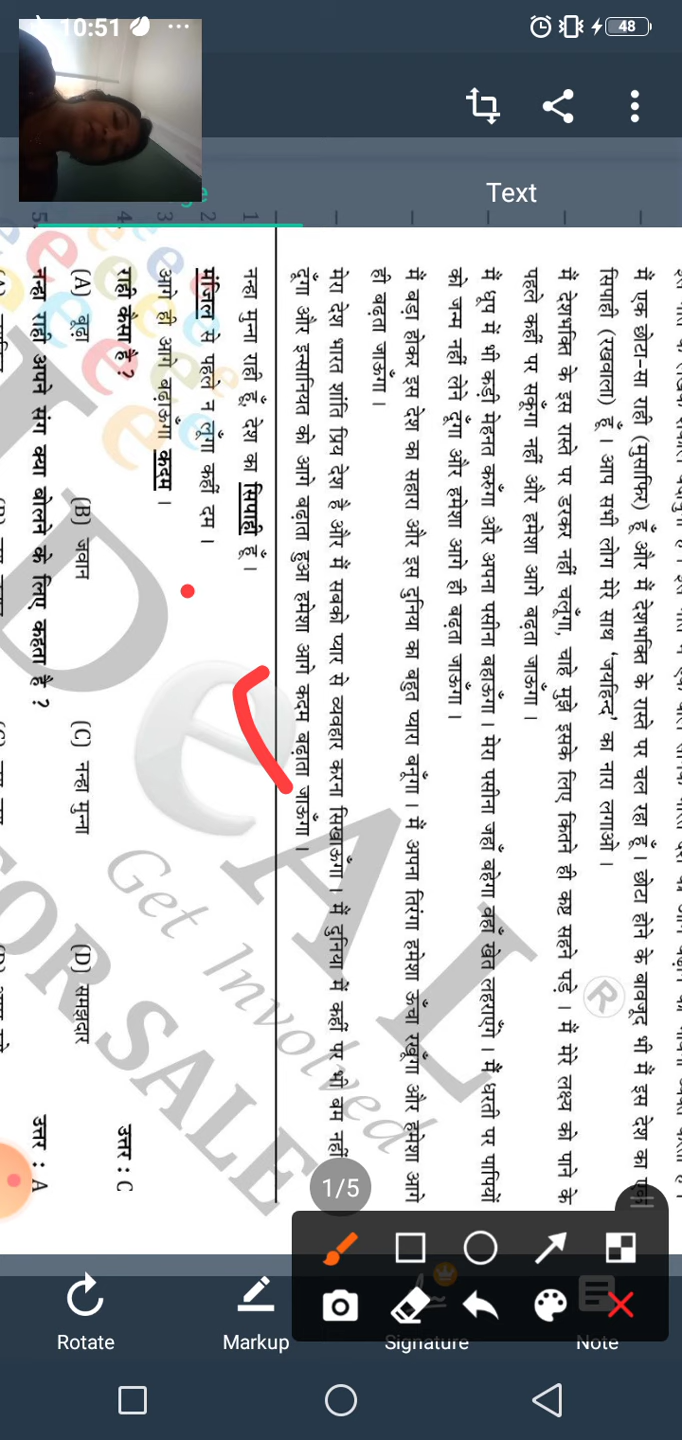 10:51
48
Text
मैं एक छोटा-सा राही (मुसाफिर) हूँ और मैं देशभक्ति के रास्ते पर चल रहा हूँ। छोटा होने के बावजूद भी मैं इस देश का
सिपाही (रखवाला) हूँ। आप सभी लोग मेरे साथ 'जयहिन्द' का नारा लगाओ।
मैं देशभक्ति के इस रास्ते पर डरकर नहीं चलूँगा, चाहे मुझे इसके लिए कितने ही कष्ट सहने पड़े। मैं मेरे लक्ष्य को पाने के
पहले कहीं पर रुकूँगा नहीं और हमेशा आगे बढ़ता जाऊँगा।
मैं धूप में भी कड़ी मेहनत करुँगा और अपना पसीना बहाऊँगा। मेरा पसीना जहाँ बहेगा वहाँ खेत लहराएँगे। मैं धरती पर पापियों
को जन्म नहीं लेने दूँगा और हमेशा आगे ही बढ़ता जाऊँगा।
मैं बड़ा होकर इस देश का सहारा और इस दुनिया का बहुत प्यारा बनूँगा। मैं अपना तिरंगा हमेशा ऊँचा रखूँगा और हमेशा आगे
ही बढ़ता जाऊँगा।
मेरा देश भारत शांति प्रिय देश है और मैं सबको प्यार से व्यवहार करना सिखाऊँगा। मैं दुनिया में कहीं पर भी बम नहीं
दूँगा और इन्सानियत को आगे बढ़ाता हुआ हमेशा आगे कदम बढ़ाता जाऊँगा।
1 नन्हा मुन्ना राही हूँ देश का सिपाही हूँ।
2 मंजिल से पहले न लूँगा कहीं दम।
3 आगे ही आगे बढ़ाऊँगा कदम।
4 राही कैसा है?
(A) बूढ़ा (B) जवान (C) नन्हा मुन्ना (D) समझदार उत्तर : C
5 नन्हा राही अपने संग क्या बोलने के लिए कहता है? उत्तर : A
IDeAL ®
Get Involved
FOR SALE
1/5
Rotate
Markup
Signature
Note